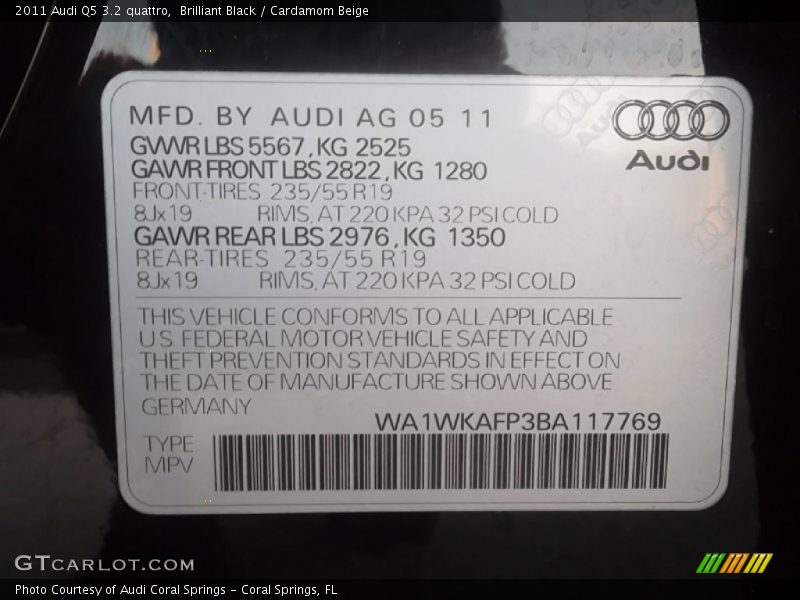 2011 Audi Q5 3.2 quattro,  Brilliant Black / Cardamom Beige
MFD. BY AUDI AG 05 11
GWWR LBS 5567, KG 2525
GAWR FRONT LBS 2822, KG 1280
FRONT-TIRES 235/55 R19
8Jx19 RIMS, AT 220 KPA 32 PSI COLD
GAWR REAR LBS 2976, KG 1350
REAR-TIRES 235/55 R19
8Jx19 RIMS, AT 220 KPA 32 PSI COLD
Audi
THIS VEHICLE CONFORMS TO ALL APPLICABLE
U.S. FEDERAL MOTOR VEHICLE SAFETY AND
THEFT PREVENTION STANDARDS IN EFFECT ON
THE DATE OF MANUFACTURE SHOWN ABOVE
GERMANY
WA1WKAFP3BA117769
TYPE
MPV
GTCARLOT.COM
Photo Courtesy of Audi Coral Springs - Coral Springs, FL